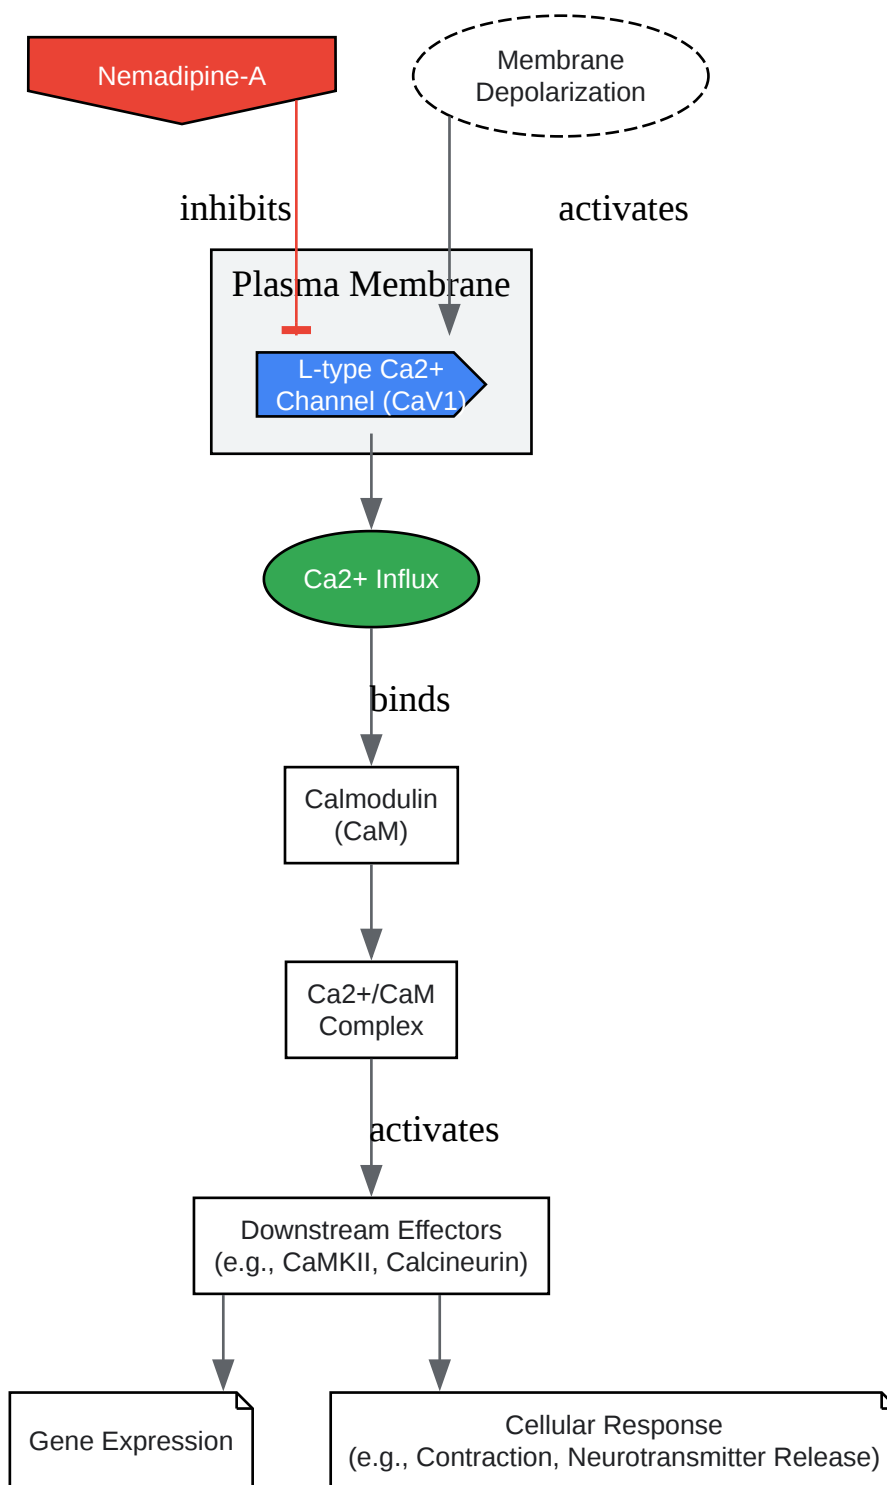 Nemadipine-A
Membrane
Depolarization
inhibits
activates
Plasma Membrane
L-type Ca2+
Channel (CaV1)
Ca2+ Influx
binds
Calmodulin
(CaM)
Ca2+/CaM
Complex
activates
Downstream Effectors
(e.g., CaMKII, Calcineurin)
Gene Expression
Cellular Response
(e.g., Contraction, Neurotransmitter Release)